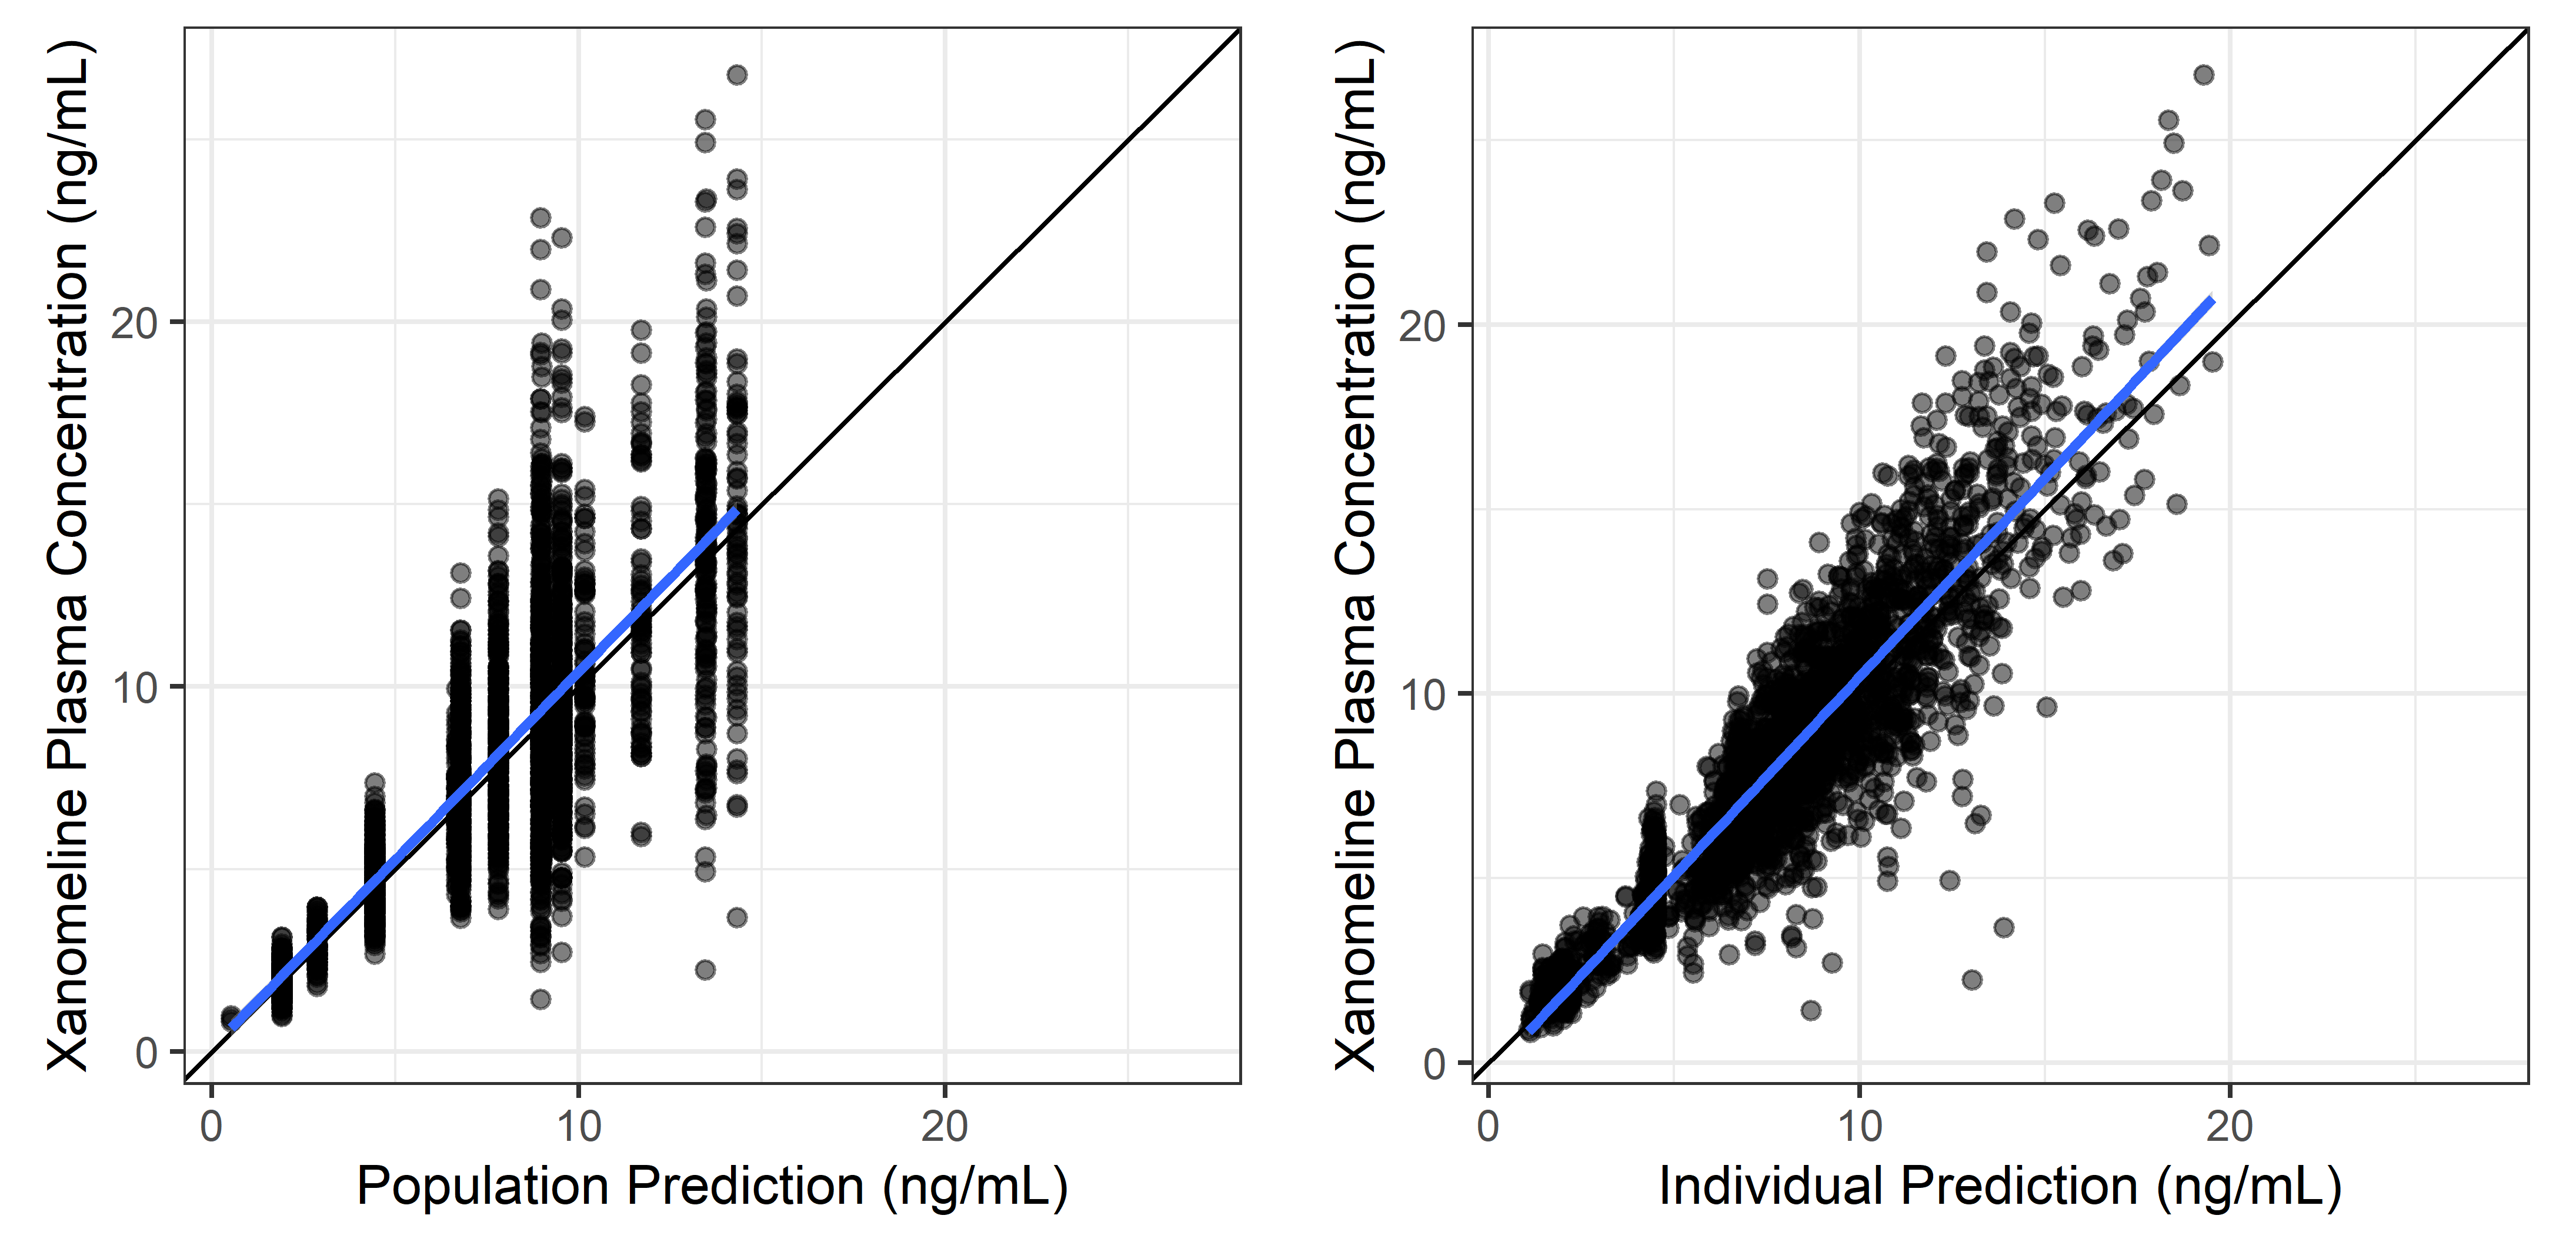 Xanomeline Plasma Concentration (ng/mL)
20
10
0
0 10 20
Population Prediction (ng/mL)
Xanomeline Plasma Concentration (ng/mL)
20
10
0
0 10 20
Individual Prediction (ng/mL)